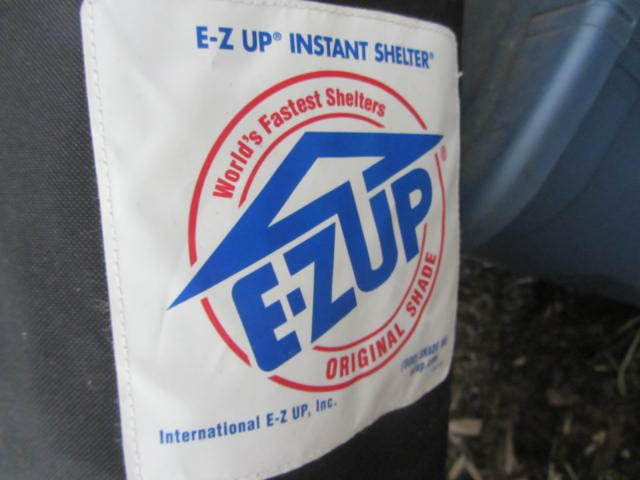 E-Z UP® INSTANT SHELTER®
World's Fastest Shelters
E-Z UP®
ORIGINAL SHADE
International E-Z UP, Inc.